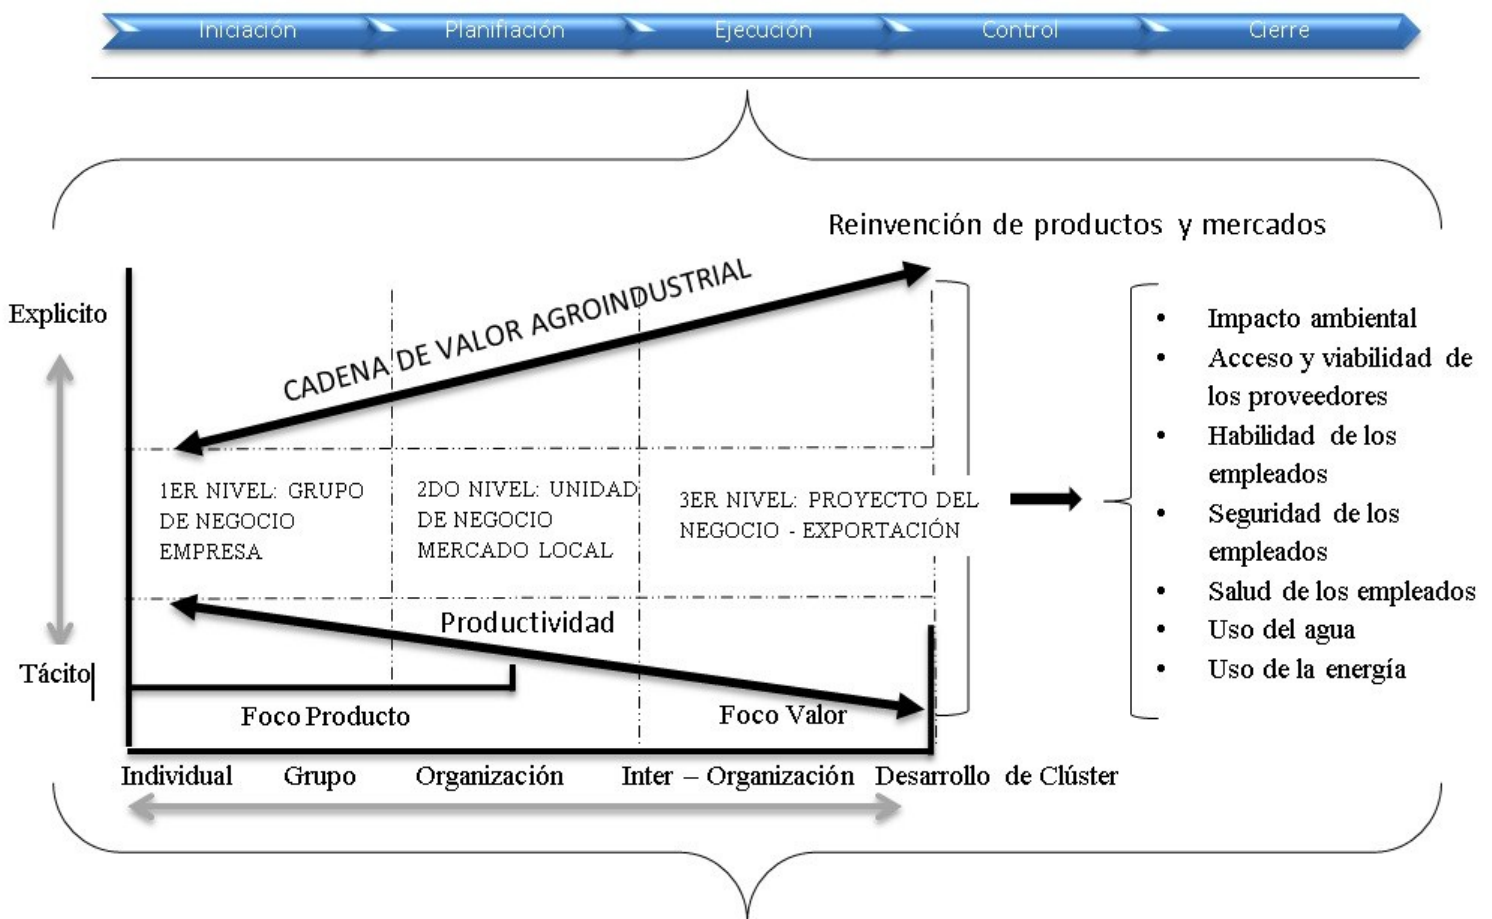 Iniciación
Planifiación
Ejecución
Control
Cierre
Reinvención de productos y mercados
Explicito
CADENA DE VALOR AGROINDUSTRIAL
1ER NIVEL: GRUPO
DE NEGOCIO
EMPRESA
2DO NIVEL: UNIDAD
DE NEGOCIO
MERCADO LOCAL
3ER NIVEL: PROYECTO DEL
NEGOCIO - EXPORTACIÓN
• Impacto ambiental
• Acceso y viabilidad de
los proveedores
• Habilidad de los
empleados
• Seguridad de los
empleados
• Salud de los empleados
• Uso del agua
• Uso de la energía
Productividad
Tácito
Foco Producto
Foco Valor
Individual
Grupo
Organización
Inter – Organización
Desarrollo de Clúster